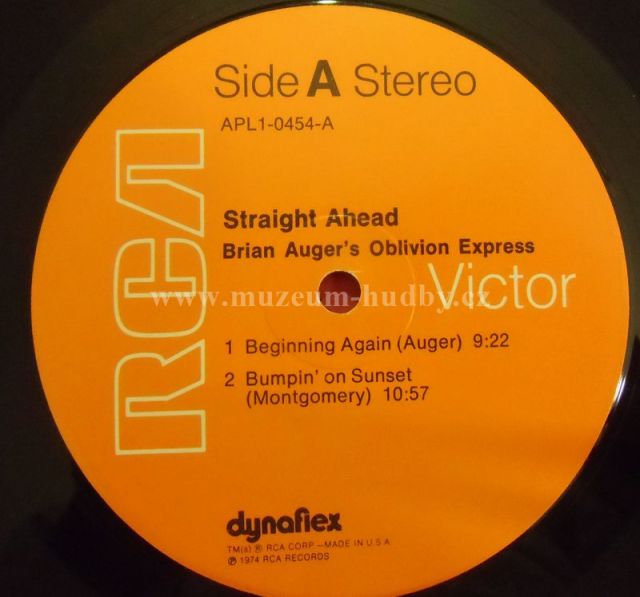 Side A Stereo
APL1-0454-A
RCA
Straight Ahead
Brian Auger's Oblivion Express
Victor
www.muzeum-hudby.cz
1 Beginning Again (Auger) 9:22
2 Bumpin' on Sunset
(Montgomery) 10:57
dynaflex
TM(s) ® RCA CORP—MADE IN U.S.A
℗ 1974 RCA RECORDS